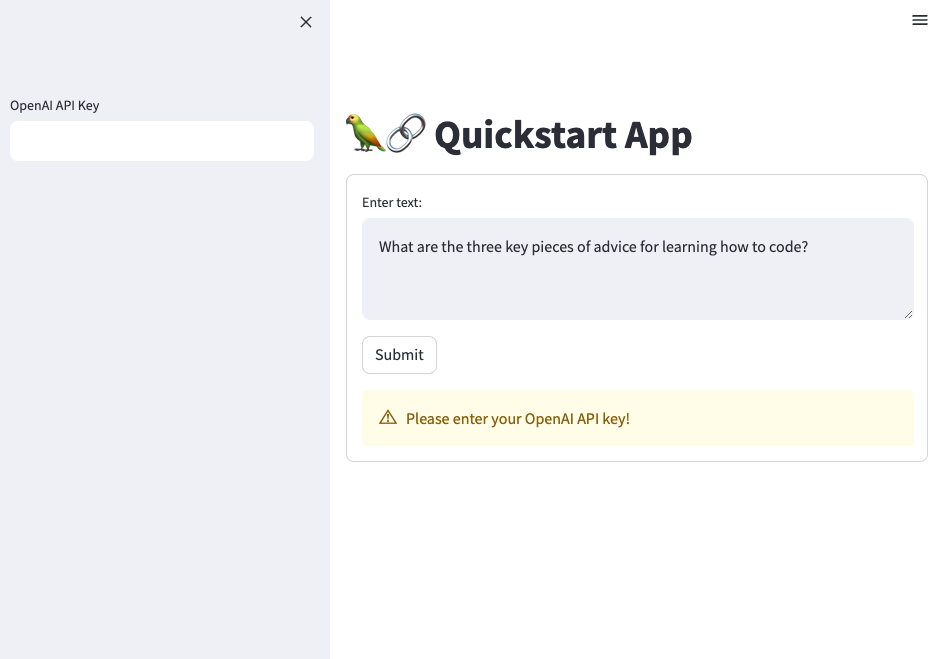 OpenAI API Key
🦜🔗 Quickstart App
Enter text:
What are the three key pieces of advice for learning how to code?
Submit
Please enter your OpenAI API key!